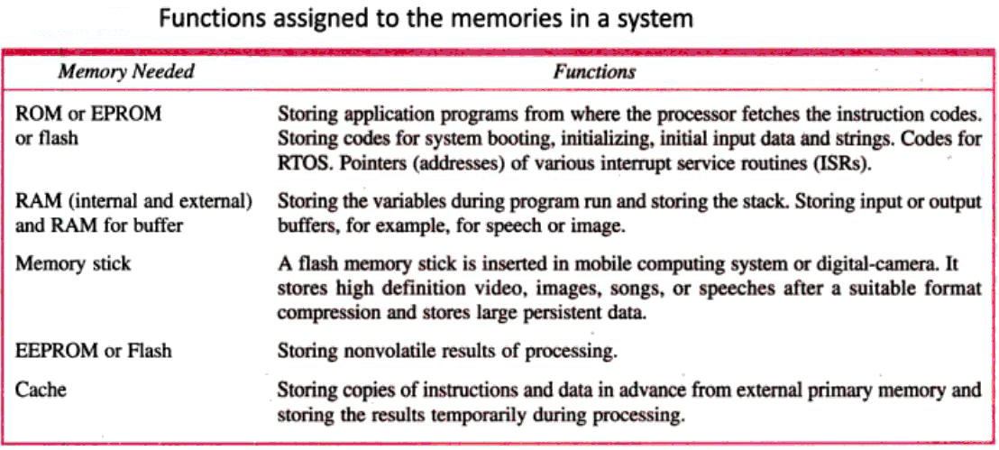 Functions assigned to the memories in a system
Memory Needed Functions
ROM or EPROM Storing application programs from where the processor fetches the instruction codes.
or flash Storing codes for system booting, initializing, initial input data and strings. Codes for
RTOS. Pointers (addresses) of various interrupt service routines (ISRs).
RAM (internal and external) Storing the variables during program run and storing the stack. Storing input or output
and RAM for buffer buffers, for example, for speech or image.
Memory stick A flash memory stick is inserted in mobile computing system or digital-camera. It
stores high definition video, images, songs, or speeches after a suitable format
compression and stores large persistent data.
EEPROM or Flash Storing nonvolatile results of processing.
Cache Storing copies of instructions and data in advance from external primary memory and
storing the results temporarily during processing.